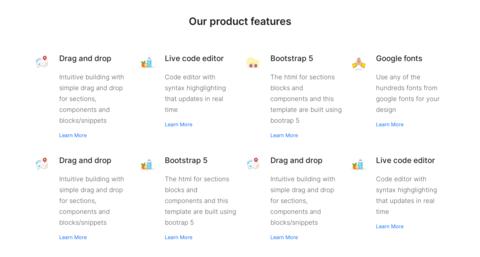 Our product features
Drag and drop
Intuitive building with
simple drag and drop
for sections,
components and
blocks/snippets
Learn More
Live code editor
Code editor with
syntax highglighting
that updates in real
time
Learn More
Bootstrap 5
The html for sections
blocks and
components and this
template are built using
bootrap 5
Learn More
Google fonts
Use any of the
hundreds fonts from
google fonts for your
design
Learn More
Drag and drop
Intuitive building with
simple drag and drop
for sections,
components and
blocks/snippets
Learn More
Bootstrap 5
The html for sections
blocks and
components and this
template are built using
bootrap 5
Learn More
Drag and drop
Intuitive building with
simple drag and drop
for sections,
components and
blocks/snippets
Learn More
Live code editor
Code editor with
syntax highglighting
that updates in real
time
Learn More